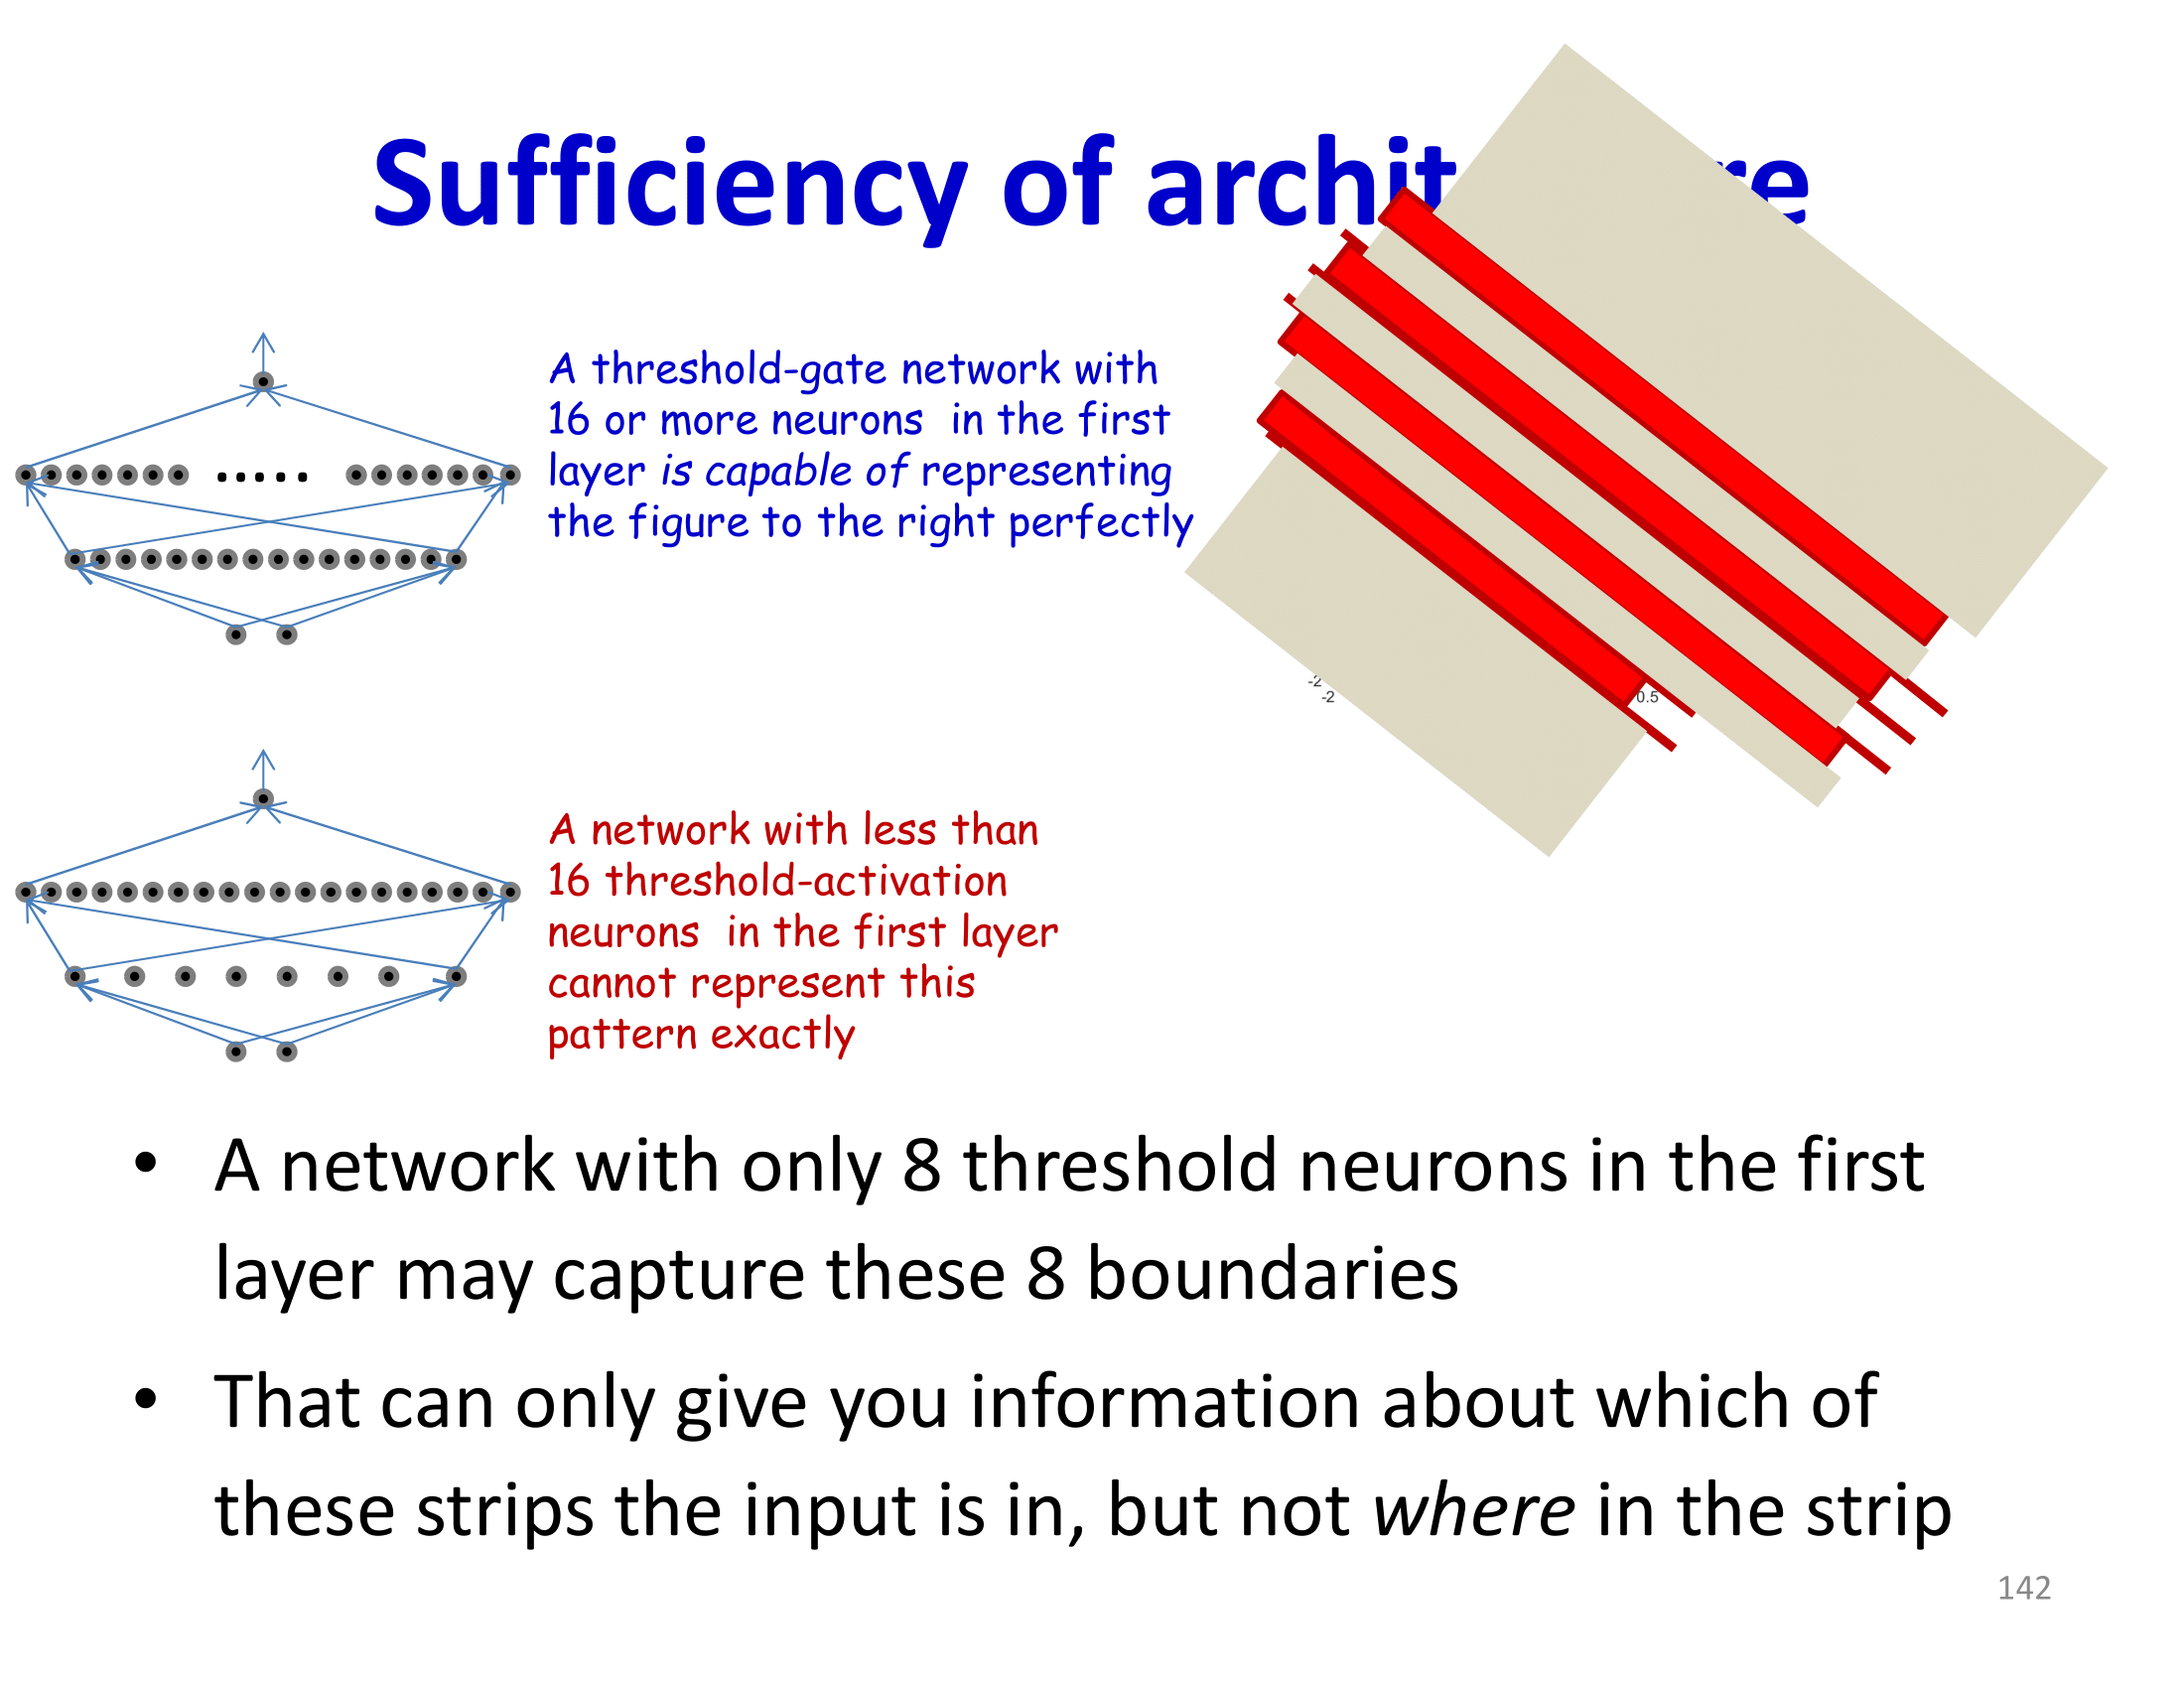 Sufficiency of archit re
A threshold-gate network with
16 or more neurons in the first
layer is capable of representing
the figure to the right perfectly
-2
-2
0.5
A network with less than
16 threshold-activation
neurons in the first layer
cannot represent this
pattern exactly
• A network with only 8 threshold neurons in the first
layer may capture these 8 boundaries
• That can only give you information about which of
these strips the input is in, but not where in the strip
142